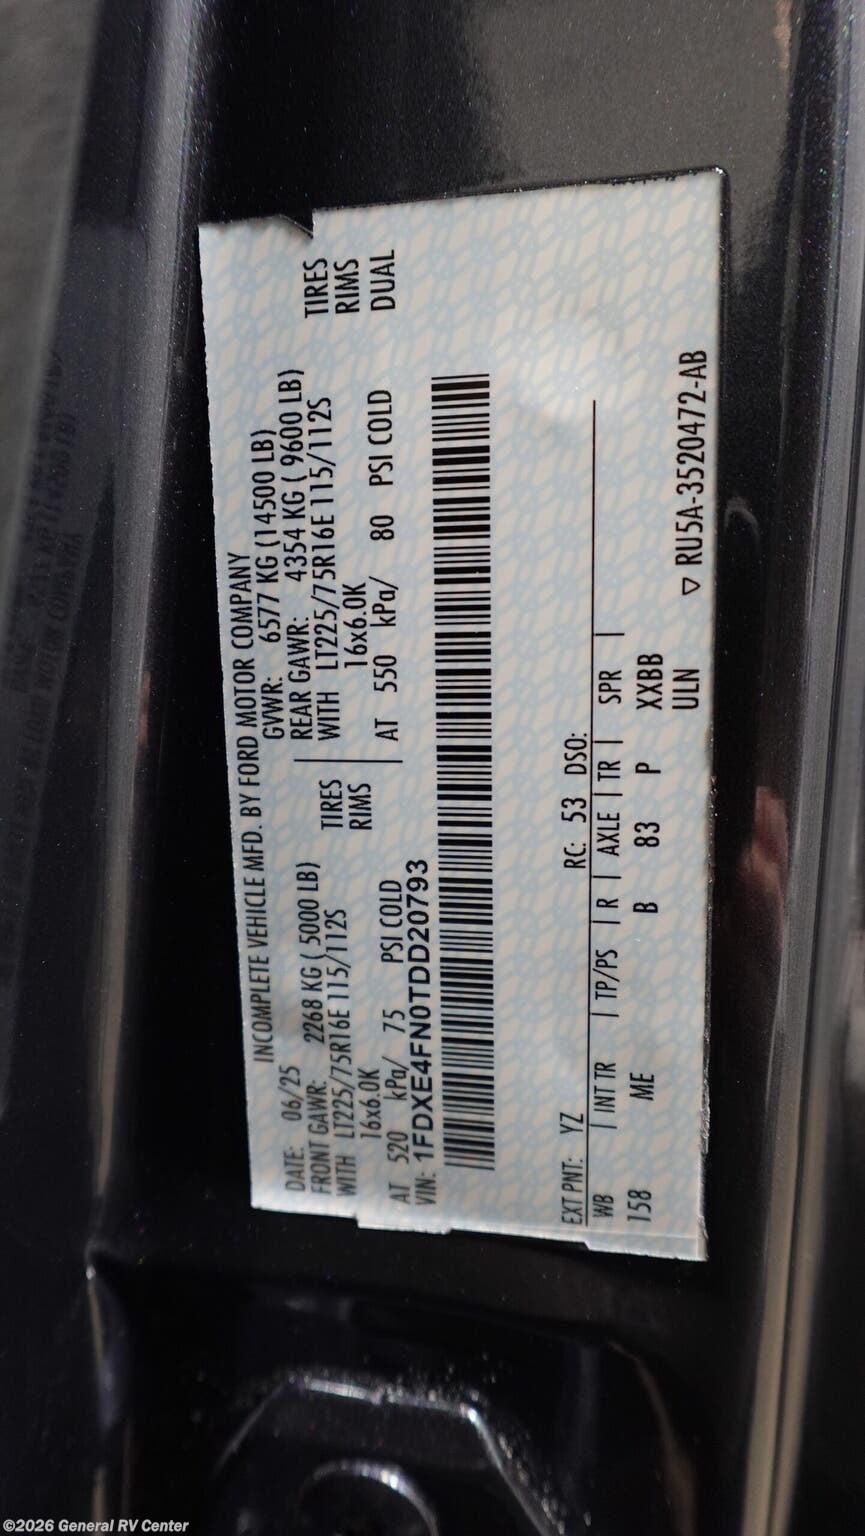 INCOMPLETE VEHICLE MFD. BY FORD MOTOR COMPANY
DATE: 06/25 GVWR: 6577 KG (14500 LB)
FRONT GAWR: 2268 KG ( 5000 LB) REAR GAWR: 4354 KG ( 9600 LB)
WITH LT225/75R16E 115/112S TIRES WITH LT225/75R16E 115/112S TIRES
16x6.0K RIMS 16x6.0K RIMS
AT 520 kPa/ 75 PSI COLD AT 550 kPa/ 80 PSI COLD DUAL
VIN: 1FDXE4FN0TDD20793
EXT PNT: YZ RC: 53 DSO:
WB | INT TR | TP/PS | R | AXLE | TR | SPR |
158 ME B 83 P XXBB
ULN
▽ RU5A-3520472-AB
©2026 General RV Center